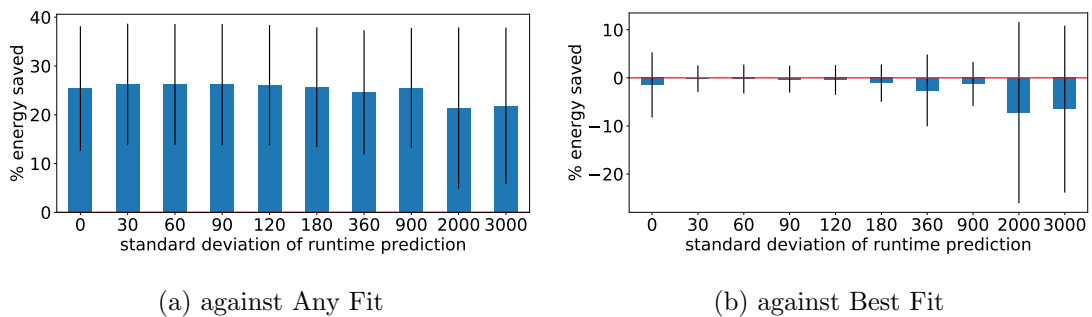 % energy saved
40
30
20
10
0
0 30 60 90 120 180 360 900 2000 3000
standard deviation of runtime prediction
(a) against Any Fit
% energy saved
10
0
−10
−20
0 30 60 90 120 180 360 900 2000 3000
standard deviation of runtime prediction
(b) against Best Fit